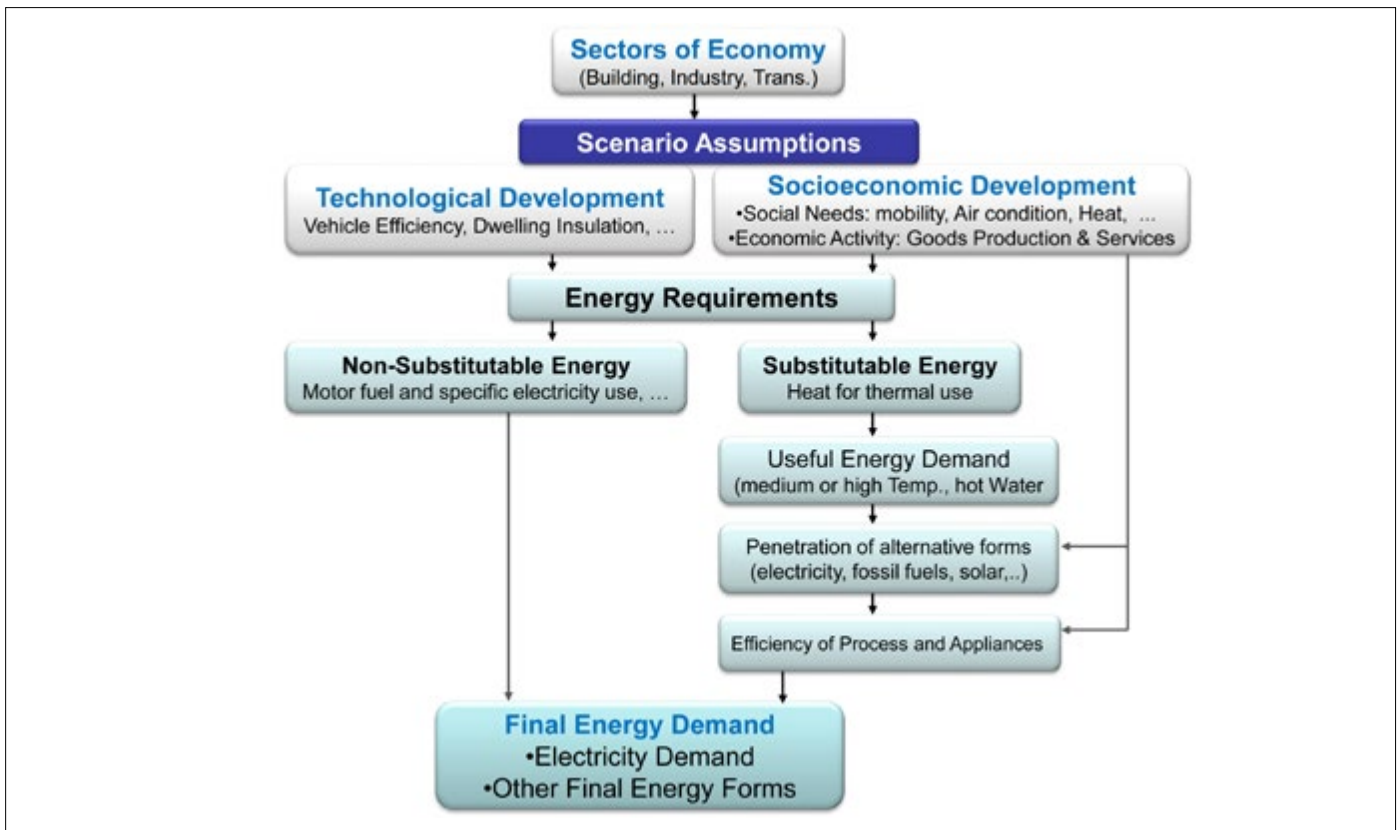 Sectors of Economy
(Building, Industry, Trans.)
Scenario Assumptions
Technological Development
Vehicle Efficiency, Dwelling Insulation, …
Socioeconomic Development
•Social Needs: mobility, Air condition, Heat, …
•Economic Activity: Goods Production & Services
Energy Requirements
Non-Substitutable Energy
Motor fuel and specific electricity use, …
Substitutable Energy
Heat for thermal use
Useful Energy Demand
(medium or high Temp., hot Water
Penetration of alternative forms
(electricity, fossil fuels, solar,..)
Efficiency of Process and Appliances
Final Energy Demand
•Electricity Demand
•Other Final Energy Forms